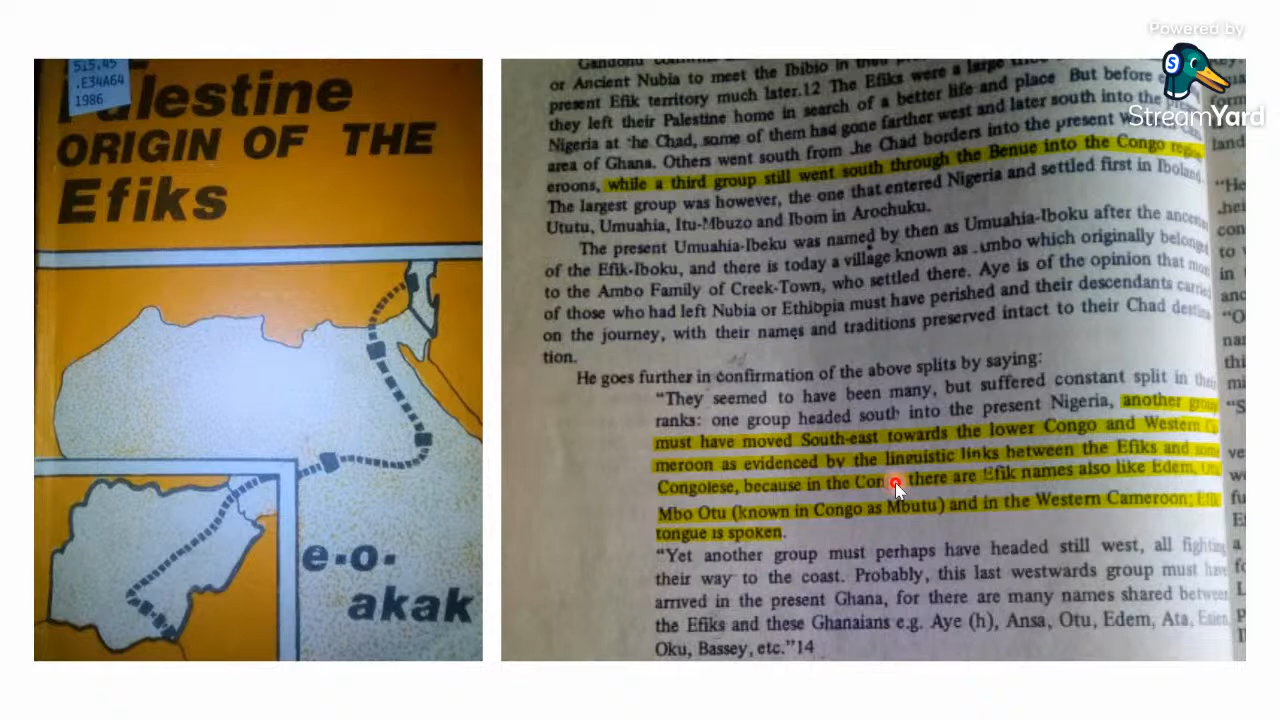 Powered by
StreamYard
515.45
.E34A64
1986
Palestine
ORIGIN OF THE
Efiks
e.o.
akak
or Ancient Nubia to meet the Ibibio in
present Efik territory much later.12 The Efiks were a large
they left their Palestine home in search of a better life and place But before
Nigeria at the Chad, some of them had gone farther west and later south into the
area of Ghana. Others went south from the Chad borders into the present
eroons, while a third group still went south through the Benue into the Congo region
The largest group was however, the one that entered Nigeria and settled first in Iboland.
Ututu, Umuahia, Itu-Mbuzo and Ibom in Arochuku.
The present Umuahia-Ibeku was named by then as Umuahia-Iboku after the
of the Efik-Iboku, and there is today a village known as
which originally
to the Ambo Family of Creek-Town, who settled there. Aye is of the opinion that
of those who had left Nubia or Ethiopia must have perished and their descendants
on the journey, with their names and traditions preserved intact to their Chad
tion.
He goes further in confirmation of the above splits by saying:
"They seemed to have been many, but suffered constant split in their
ranks: one group headed south into the present Nigeria, another group
must have moved South-east towards the lower Congo and Western
meroon as evidenced by the linguistic links between the Efiks and some
Congolese, because in the there are Efik names also like Edem,
Mbo Otu (known in Congo as Mbutu) and in the Western Cameroon; Efik
tongue is spoken.
"Yet another group must perhaps have headed still west, all fighting
their way to the coast. Probably, this last westwards group must have
arrived in the present Ghana, for there are many names shared between
the Efiks and these Ghanaians e.g. Aye (h), Ansa, Otu, Edem, Ata,
Oku, Bassey, etc."14